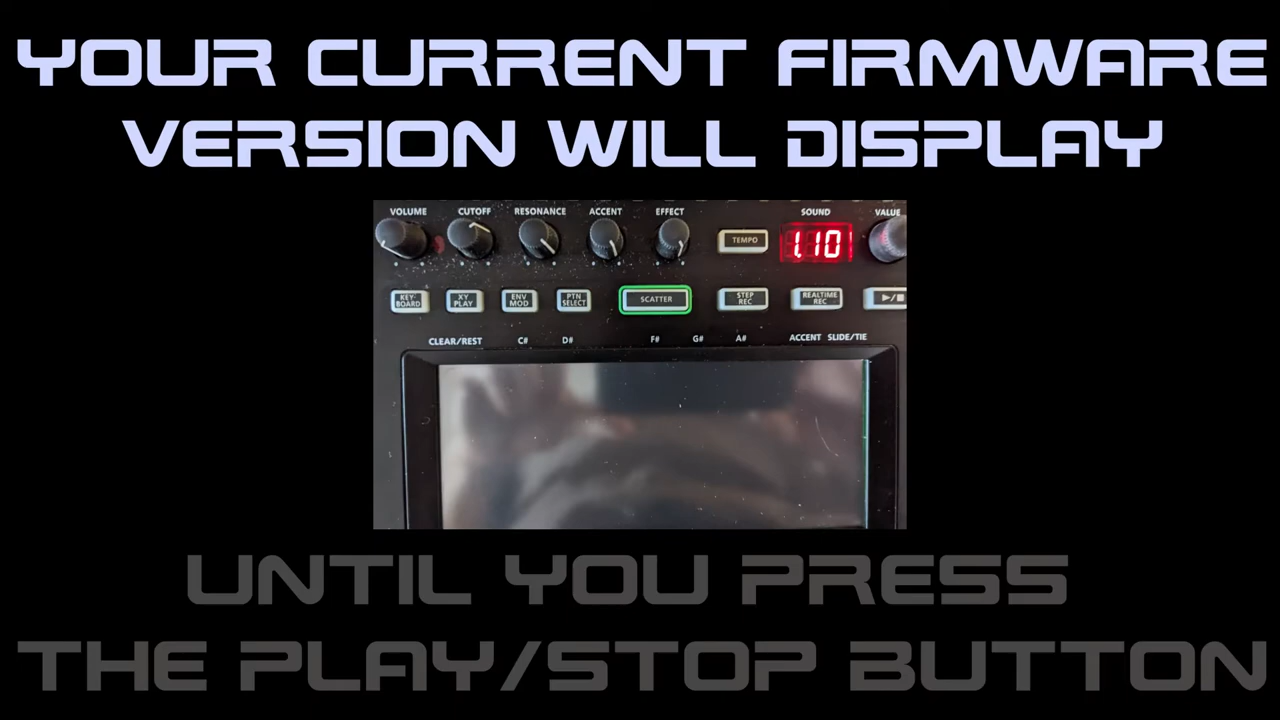 YOUR CURRENT FIRMWARE
VERSION WILL DISPLAY
VOLUME CUTOFF RESONANCE ACCENT EFFECT SOUND VALUE
TEMPO 1.10
KEY-
BOARD
XY
PLAY
ENV
MOD
PTN
SELECT
SCATTER
STEP
REC
REALTIME
REC
►/■
CLEAR/REST C# D# F# G# A# ACCENT SLIDE/TIE
UNTIL YOU PRESS
THE PLAY/STOP BUTTON